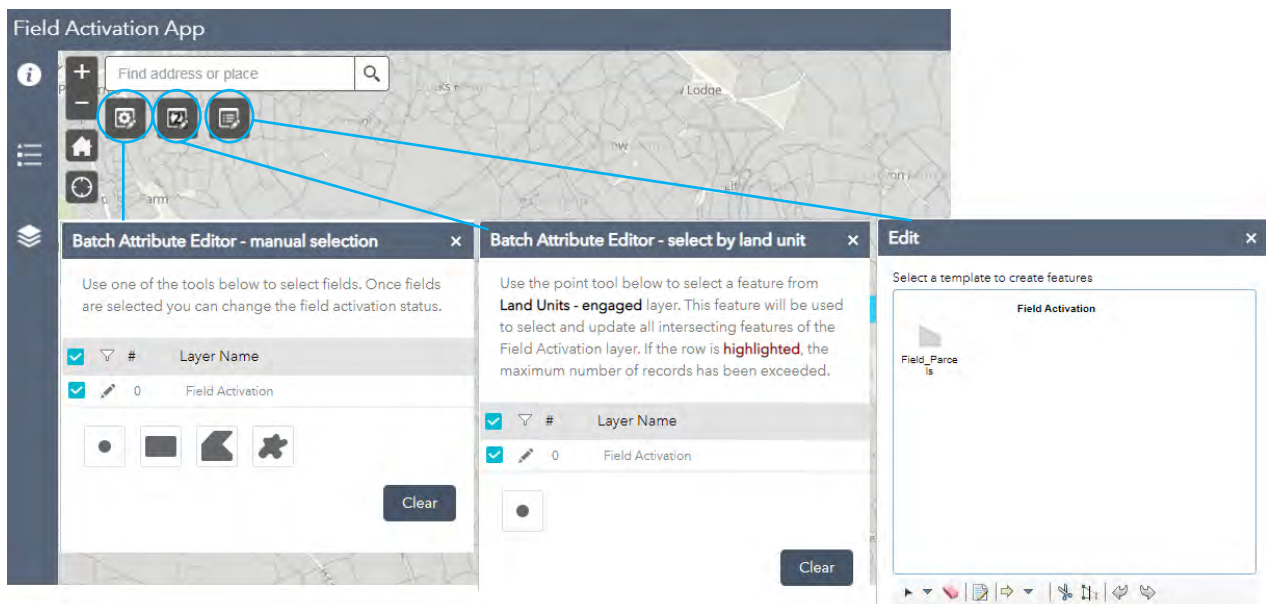 Field Activation App
Find address or place
Lodge
Farm
Batch Attribute Editor - manual selection
Use one of the tools below to select fields. Once fields
are selected you can change the field activation status.
# Layer Name
0 Field Activation
Clear
Batch Attribute Editor - select by land unit
Use the point tool below to select a feature from
Land Units - engaged layer. This feature will be used
to select and update all intersecting features of the
Field Activation layer. If the row is highlighted, the
maximum number of records has been exceeded.
# Layer Name
0 Field Activation
Clear
Edit
Select a template to create features
Field Activation
Field_Parce
ls